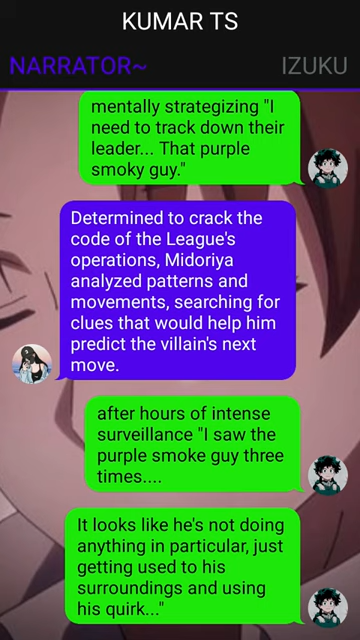 KUMAR TS
NARRATOR~
IZUKU
mentally strategizing "I
need to track down their
leader... That purple
smoky guy."
Determined to crack the
code of the League's
operations, Midoriya
analyzed patterns and
movements, searching for
clues that would help him
predict the villain's next
move.
after hours of intense
surveillance "I saw the
purple smoke guy three
times....
It looks like he's not doing
anything in particular, just
getting used to his
surroundings and using
his quirk..."